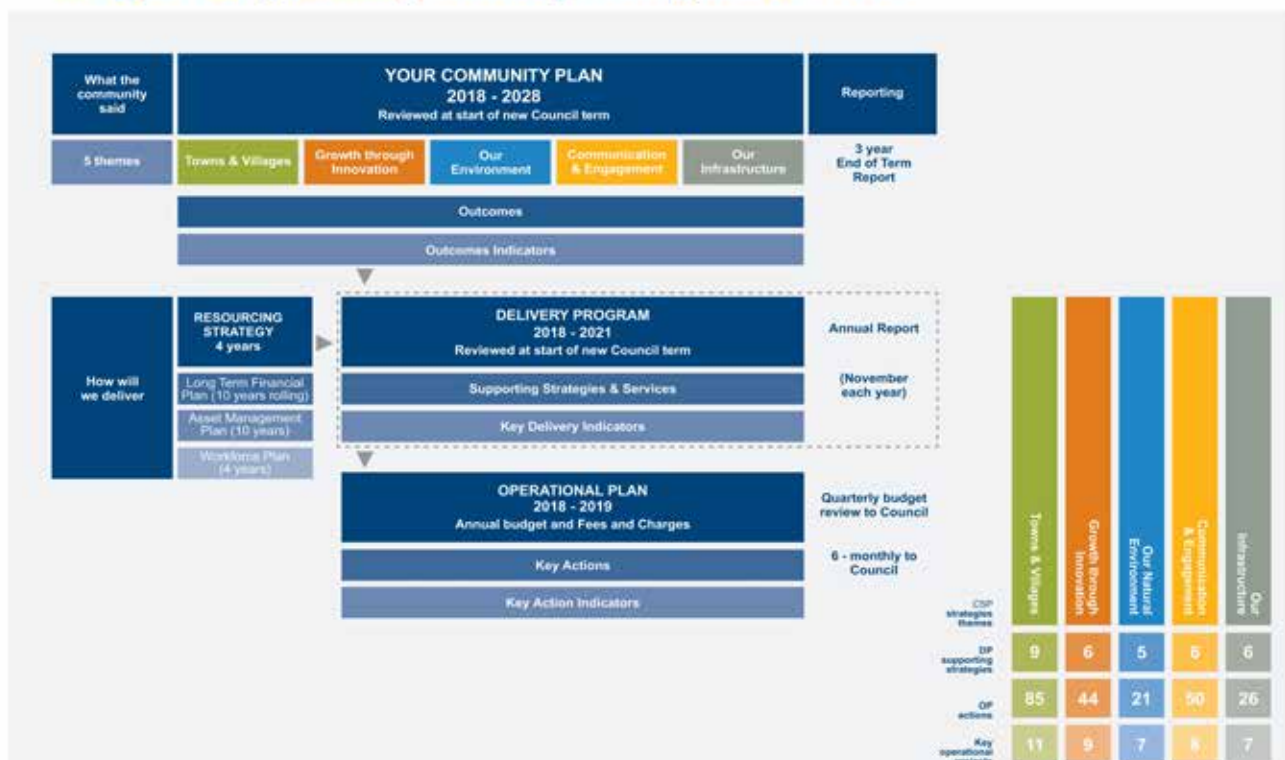 What the
community
said
YOUR COMMUNITY PLAN
2018 - 2028
Reviewed at start of new Council term
Reporting
5 themes
Towns & Villages
Growth through
Innovation
Our
Environment
Communication
& Engagement
Our
Infrastructure
3 year
End of Term
Report
Outcomes
Outcomes Indicators
How will
we deliver
RESOURCING
STRATEGY
4 years
Long Term Financial
Plan (10 years rolling)
Asset Management
Plan (10 years)
Workforce Plan
(4 years)
DELIVERY PROGRAM
2018 - 2021
Reviewed at start of new Council term
Supporting Strategies & Services
Key Delivery Indicators
Annual Report
(November
each year)
OPERATIONAL PLAN
2018 - 2019
Annual budget and Fees and Charges
Key Actions
Key Action Indicators
Quarterly budget
review to Council
6 - monthly to
Council
Towns & Villages
Growth through
Innovation
Our Natural
Environment
Communication
& Engagement
Our
Infrastructure
CSP
strategies
themes
DP
supporting
strategies
9 6 5 6 6
OP
actions
85 44 21 50 26
Key
operational
11 9 7 8 7